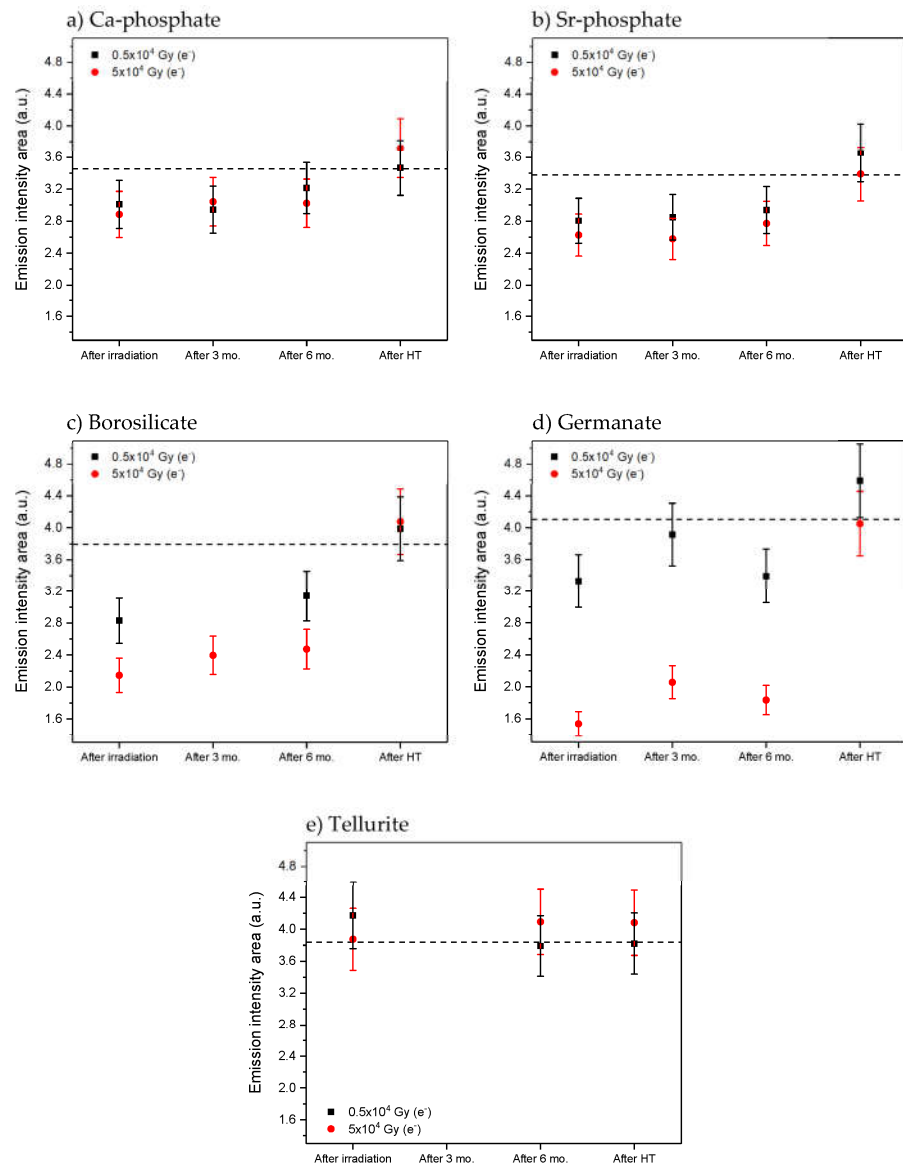 a) Ca-phosphate
0.5x10⁴ Gy (e⁻)
5x10⁴ Gy (e⁻)
Emission intensity area (a.u.)
4.8
4.4
4.0
3.6
3.2
2.8
2.4
2.0
1.6
After irradiation After 3 mo. After 6 mo. After HT
b) Sr-phosphate
0.5x10⁴ Gy (e⁻)
5x10⁴ Gy (e⁻)
Emission intensity area (a.u.)
4.8
4.4
4.0
3.6
3.2
2.8
2.4
2.0
1.6
After irradiation After 3 mo. After 6 mo. After HT
c) Borosilicate
0.5x10⁴ Gy (e⁻)
5x10⁴ Gy (e⁻)
Emission intensity area (a.u.)
4.8
4.4
4.0
3.6
3.2
2.8
2.4
2.0
1.6
After irradiation After 3 mo. After 6 mo. After HT
d) Germanate
0.5x10⁴ Gy (e⁻)
5x10⁴ Gy (e⁻)
Emission intensity area (a.u.)
4.8
4.4
4.0
3.6
3.2
2.8
2.4
2.0
1.6
After irradiation After 3 mo. After 6 mo. After HT
e) Tellurite
Emission intensity area (a.u.)
4.8
4.4
4.0
3.6
3.2
2.8
2.4
2.0
1.6
0.5x10⁴ Gy (e⁻)
5x10⁴ Gy (e⁻)
After irradiation After 3 mo. After 6 mo. After HT